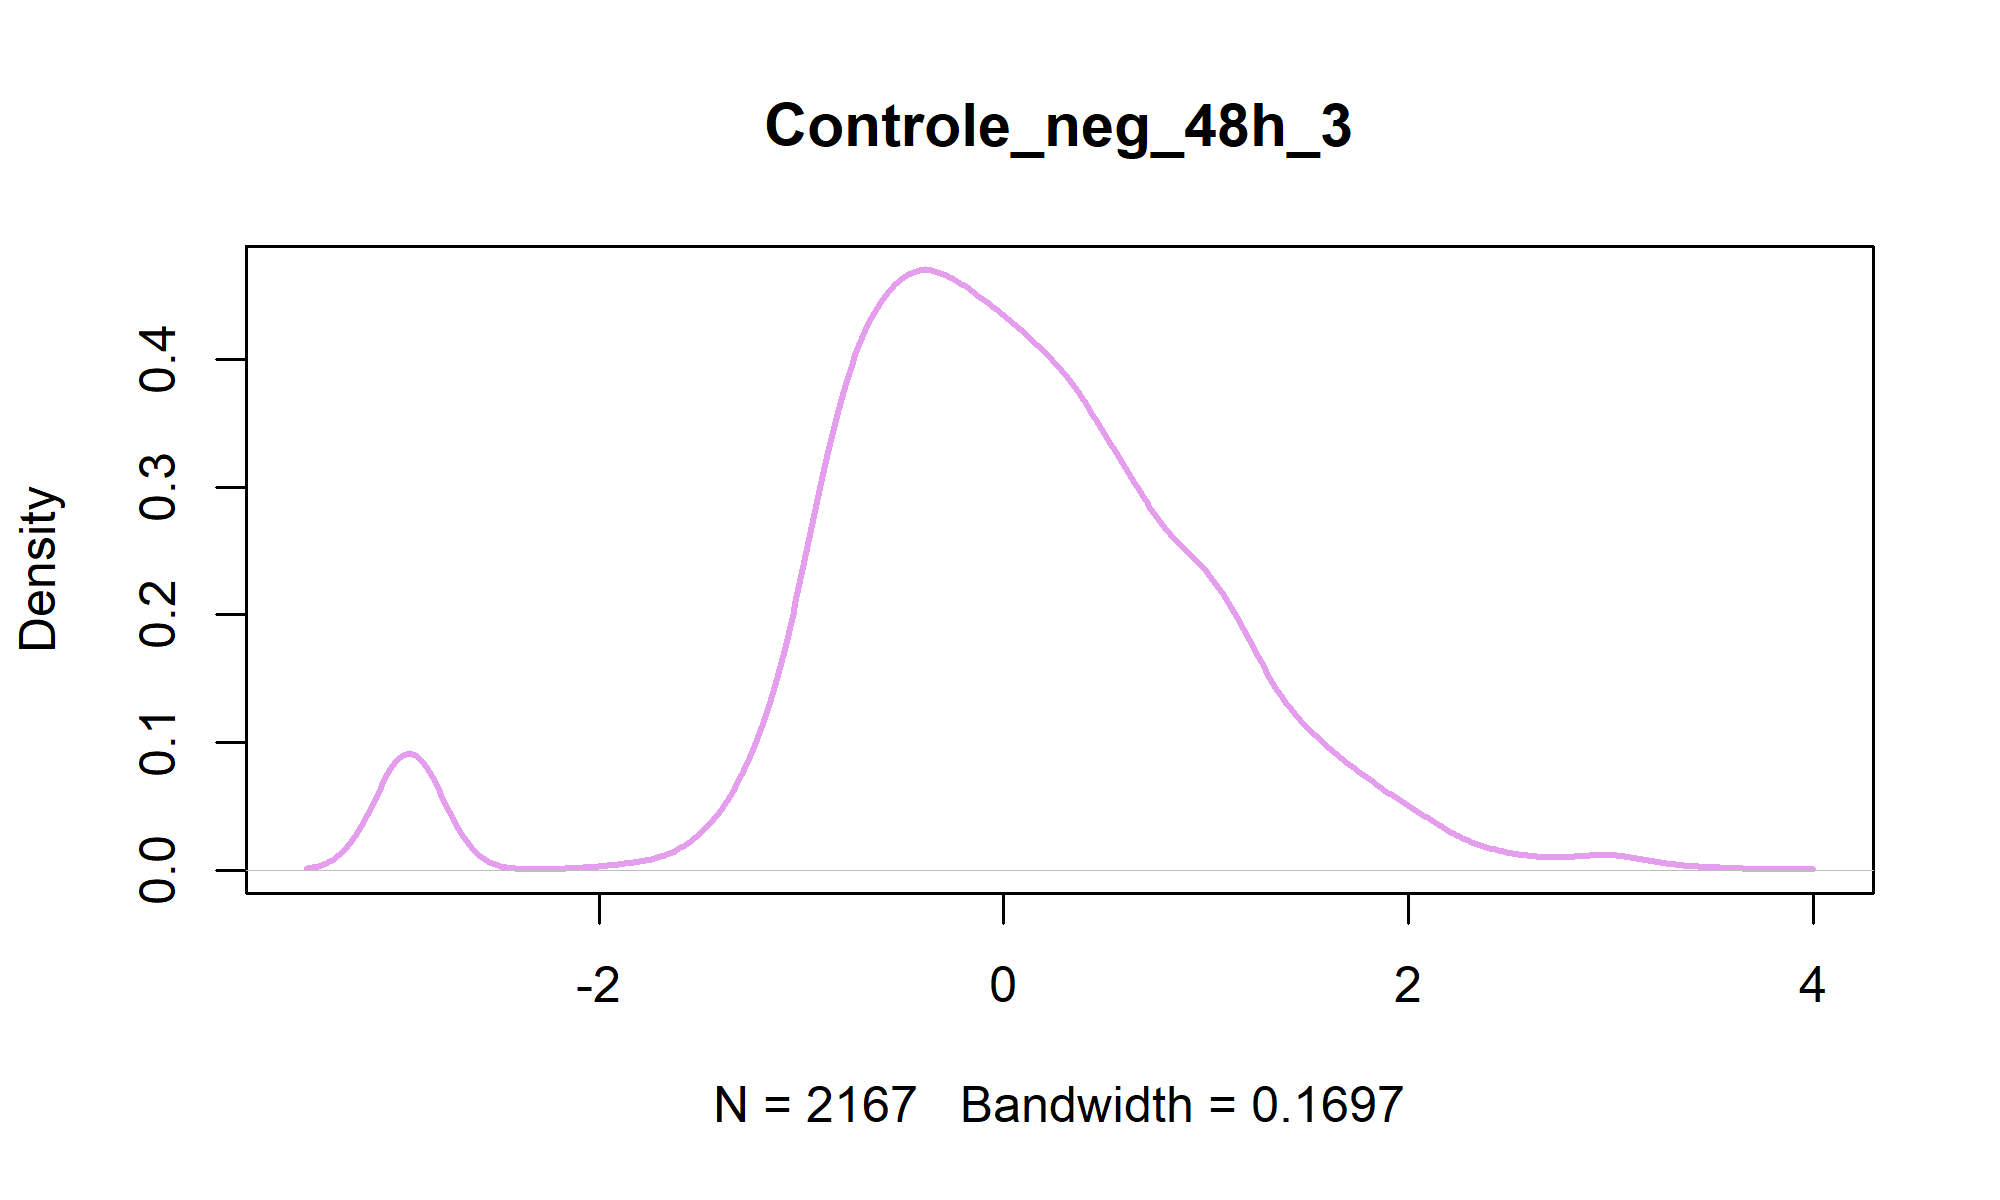 Controle_neg_48h_3
Density
0.4
0.3
0.2
0.1
0.0
-2 0 2 4
N = 2167 Bandwidth = 0.1697